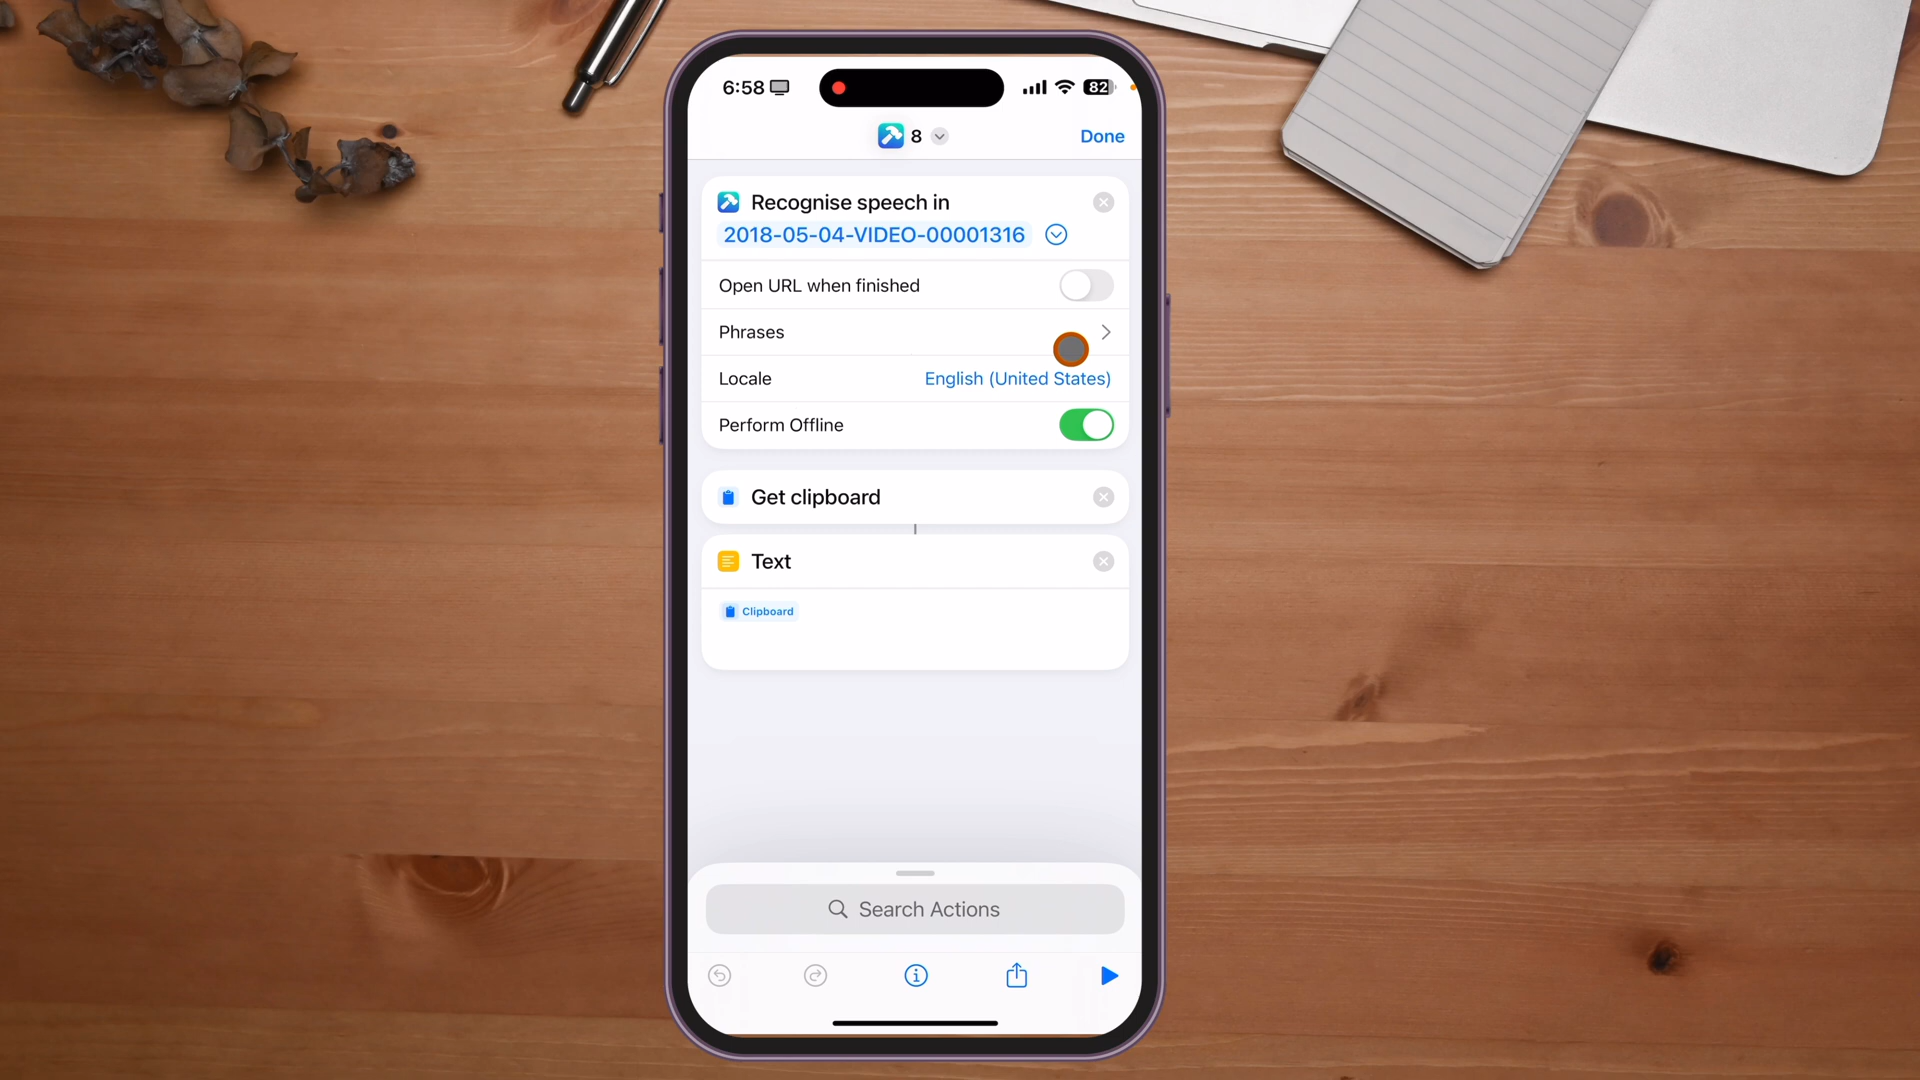 6:58
82
8
Done
Recognise speech in
2018-05-04-VIDEO-00001316
Open URL when finished
Phrases
Locale
English (United States)
Perform Offline
Get clipboard
Text
Clipboard
Search Actions